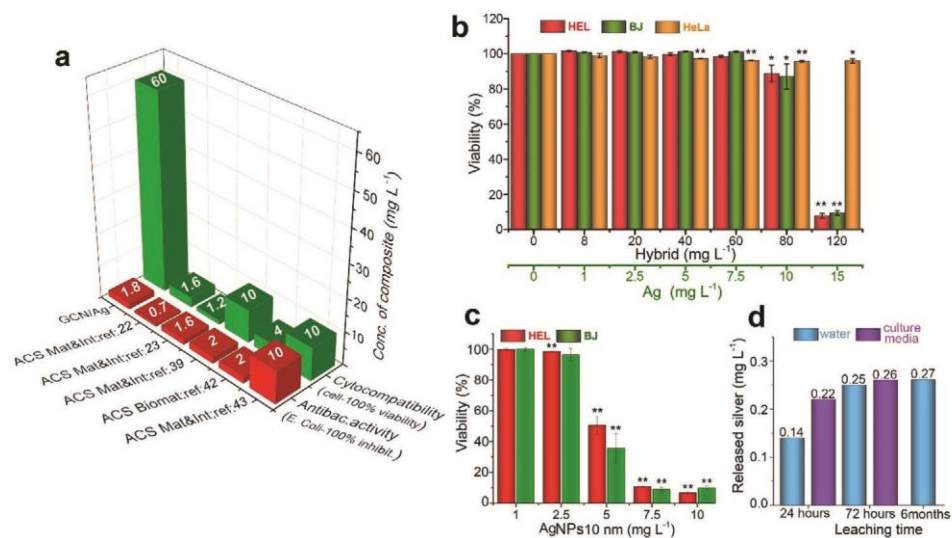 a
60
1.6
1.2
10
4
10
1.8
0.7
1.6
2
2
10
60
50
40
30
20
10
Conc. of composite (mg L⁻¹)
GCN/Ag
ACS Mat&Int;ref:22
ACS Mat&Int;ref:23
ACS Mat&Int;ref:39
ACS Biomat;ref:42
ACS Mat&Int;ref:43
Cytocompatibility
(cell-100% viability)
Antibac.activity
(E. Coli-100% inhibit.)
b
HEL BJ HeLa
Viability (%)
120
100
80
60
40
20
0
** ** * * ** ** ** *
0 8 20 40 60 80 120
Hybrid (mg L⁻¹)
0 1 2.5 5 7.5 10 15
Ag (mg L⁻¹)
c
HEL BJ
Viability (%)
100
80
60
40
20
0
** ** ** ** ** ** **
1 2.5 5 7.5 10
AgNPs10 nm (mg L⁻¹)
d
water culture
media
Released silver (mg L⁻¹)
0.3
0.2
0.1
0.0
0.14 0.22 0.25 0.26 0.27
24 hours 72 hours 6months
Leaching time